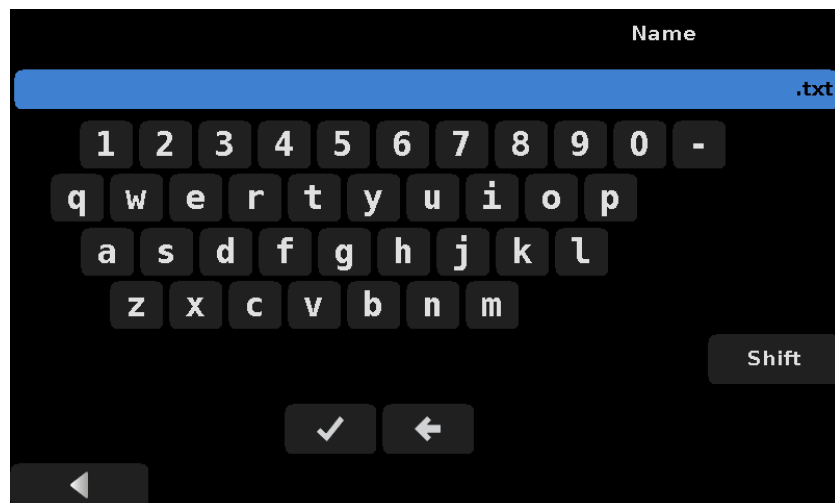 Name
.txt
1 2 3 4 5 6 7 8 9 0 -
q w e r t y u i o p
a s d f g h j k l
z x c v b n m
Shift